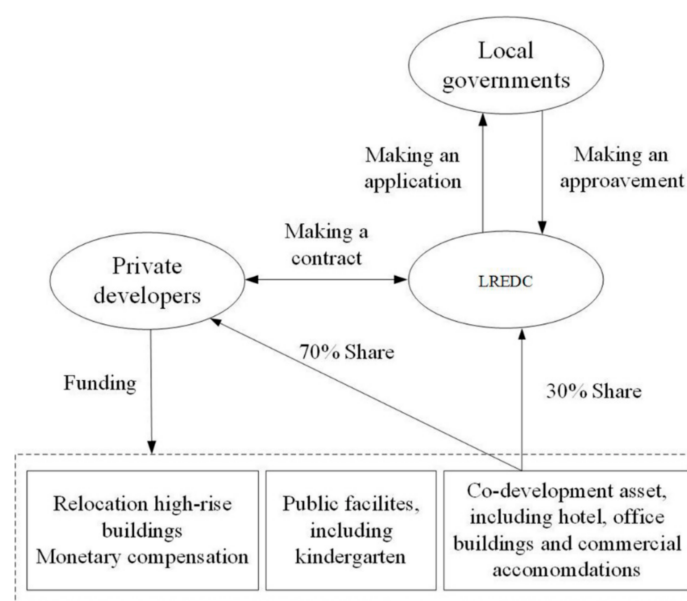 Local
governments
Making an
application
Making an
approavement
Making a
contract
Private
developers
LREDC
70% Share
Funding
30% Share
Relocation high-rise
buildings
Monetary compensation
Public facilites,
including
kindergarten
Co-development asset,
including hotel, office
buildings and commercial
accomomdations